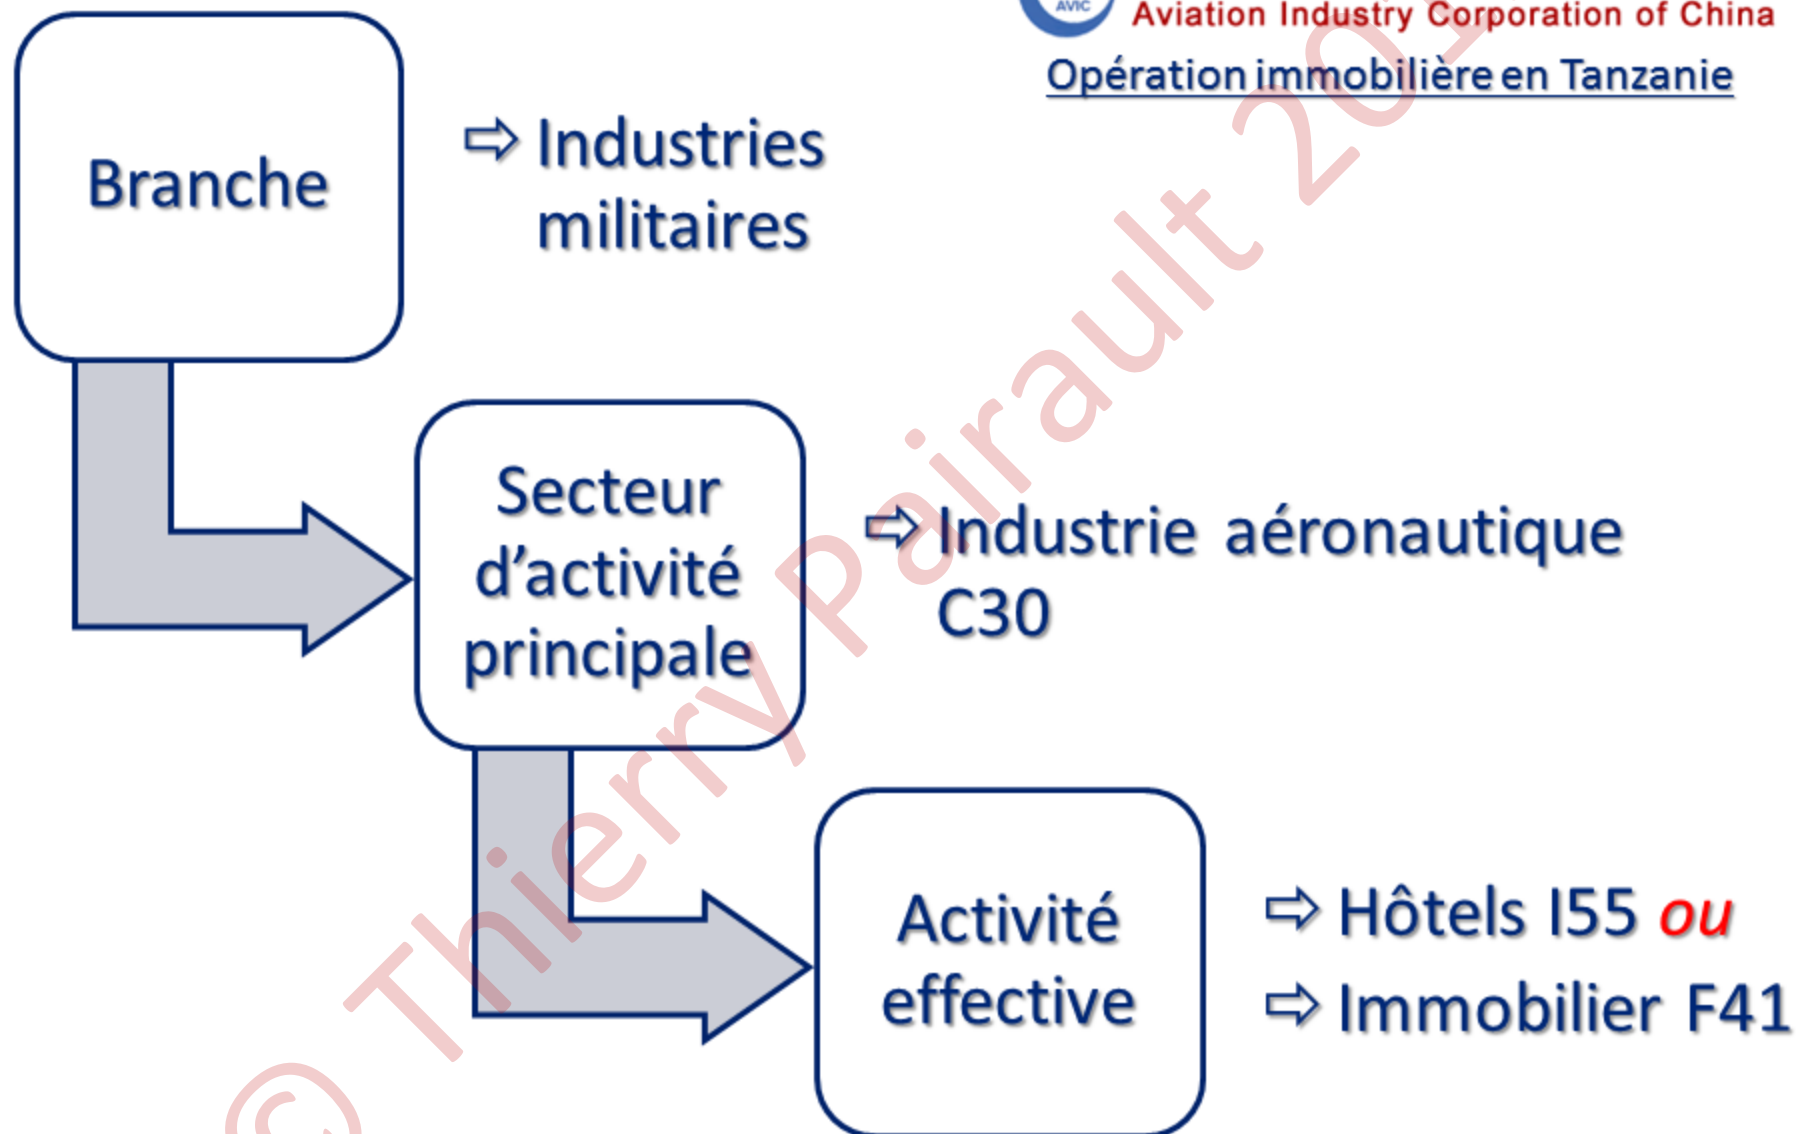 AVIC
Aviation Industry Corporation of China
Opération immobilière en Tanzanie
Branche
⇨ Industries
militaires
Secteur
d’activité
principale
⇨ Industrie aéronautique
C30
Activité
effective
⇨ Hôtels I55 ou
⇨ Immobilier F41
© Thierry Pairault